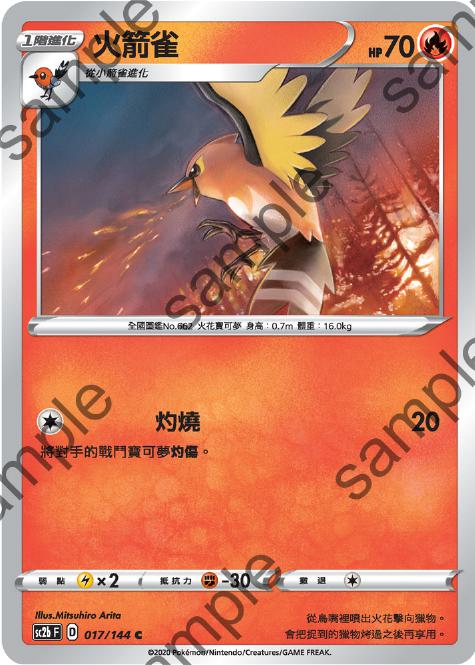 1階進化
火箭雀
HP70
從小箭雀進化
全國圖鑑No.662 火花寶可夢 身高：0.7m 體重：16.0kg
灼燒 20
將對手的戰鬥寶可夢灼傷。
弱點 ×2 抵抗力 -30 撤退
Illus.Mitsuhiro Arita
sc2b F D 017/144 C
從鳥嘴裡噴出火花擊向獵物。
會把捉到的獵物烤過之後再享用。
©2020 Pokémon/Nintendo/Creatures/GAME FREAK.
sample
sample
sample
sample
sample
sample
sample